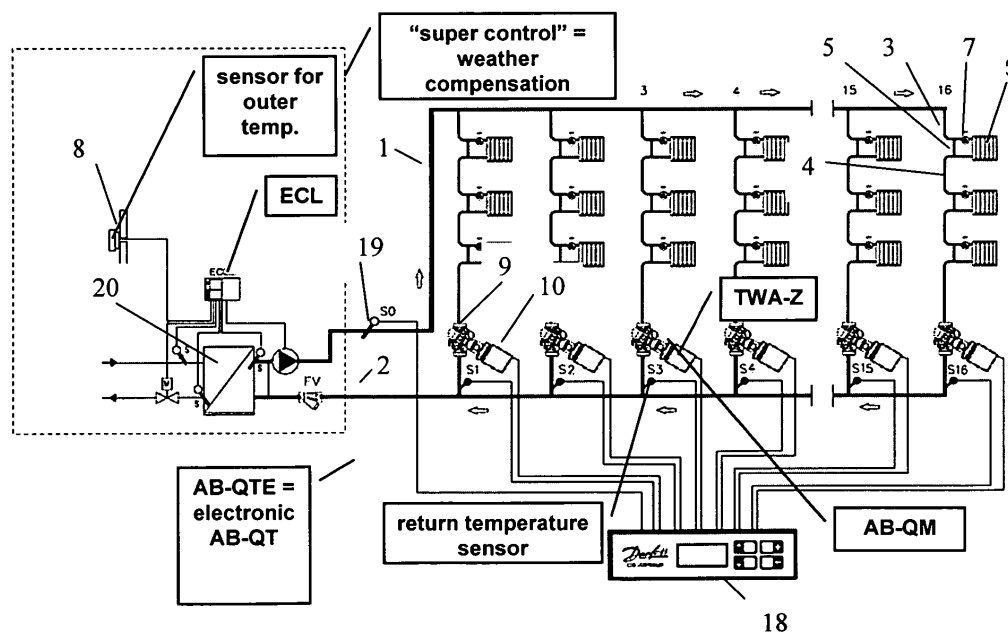 "super control" =
weather
compensation
sensor for
outer
temp.
ECL
8
20
19
S0
1
2
FV
M
s
s
s
s
3
4
15
16
5
3
7
4
9
10
TWA-Z
S1
S2
S3
S4
S15
S16
AB-QTE =
electronic
AB-QT
return temperature
sensor
AB-QM
Danfoss
18